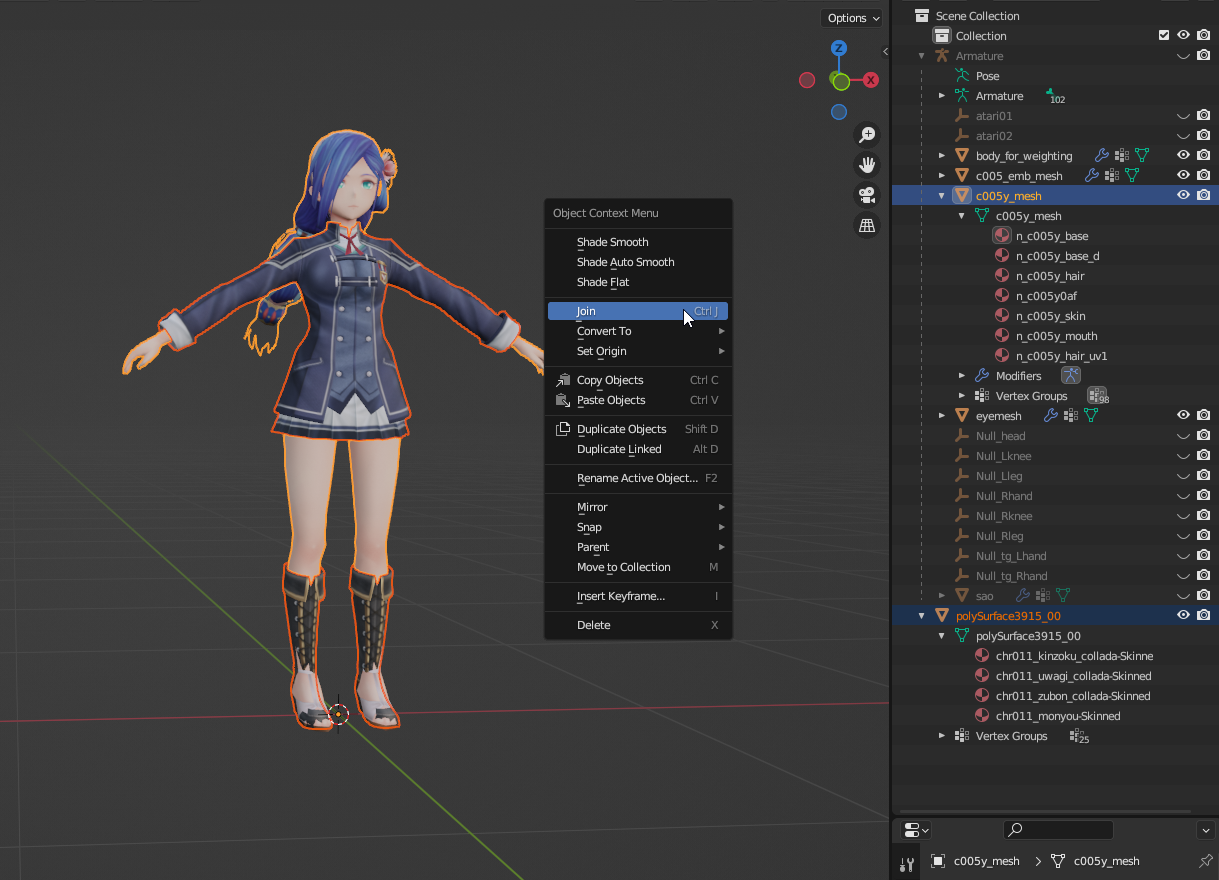 Options
Z
X
Object Context Menu
Shade Smooth
Shade Auto Smooth
Shade Flat
Join Ctrl J
Convert To
Set Origin
Copy Objects Ctrl C
Paste Objects Ctrl V
Duplicate Objects Shift D
Duplicate Linked Alt D
Rename Active Object... F2
Mirror
Snap
Parent
Move to Collection M
Insert Keyframe... I
Delete X
Scene Collection
Collection
Armature
Pose
Armature 102
atari01
atari02
body_for_weighting
c005_emb_mesh
c005y_mesh
c005y_mesh
n_c005y_base
n_c005y_base_d
n_c005y_hair
n_c005y0af
n_c005y_skin
n_c005y_mouth
n_c005y_hair_uv1
Modifiers
Vertex Groups 98
eyemesh
Null_head
Null_Lknee
Null_Lleg
Null_Rhand
Null_Rknee
Null_Rleg
Null_tg_Lhand
Null_tg_Rhand
sao
polySurface3915_00
polySurface3915_00
chr011_kinzoku_collada-Skinne
chr011_uwagi_collada-Skinned
chr011_zubon_collada-Skinned
chr011_monyou-Skinned
Vertex Groups 25
c005y_mesh > c005y_mesh